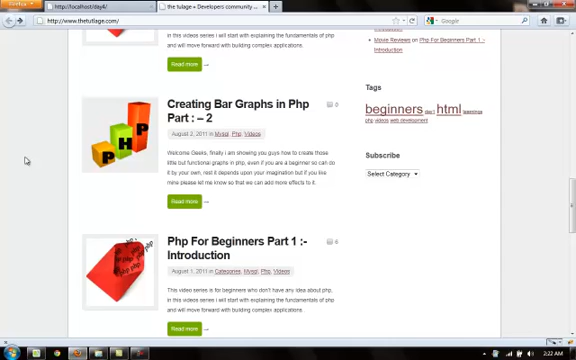 Firefox
http://localhost/day4/
the tutlage » Developers community ...
http://www.thetutlage.com/
Google
in this video series i will start with explaining the fundamentals of php
and will move forward with building complex applications.
Read more →
Movie Reviews on Php For Beginners Part 1 :-
Introduction
Tags
beginners html
php videos web development
Creating Bar Graphs in Php
Part : – 2
0
August 2, 2011 in Mysql, Php, Videos
PHP
Welcome Geeks, finally i am showing you guys how to create those
little but functional graphs in php, even if you are a beginner so can do
it by your own, rest it depends upon your imagination but if you like
mine please let me know so that we can add more effects to it.
Read more →
Subscribe
Select Category
Php For Beginners Part 1 :-
Introduction
6
August 1, 2011 in Categories, Mysql, Php, Videos
php php php
This video series is for beginners who don't have any idea about php,
in this videos series i will start with explaining the fundamentals of php
and will move forward with building complex applications.
Read more →
2:22 AM